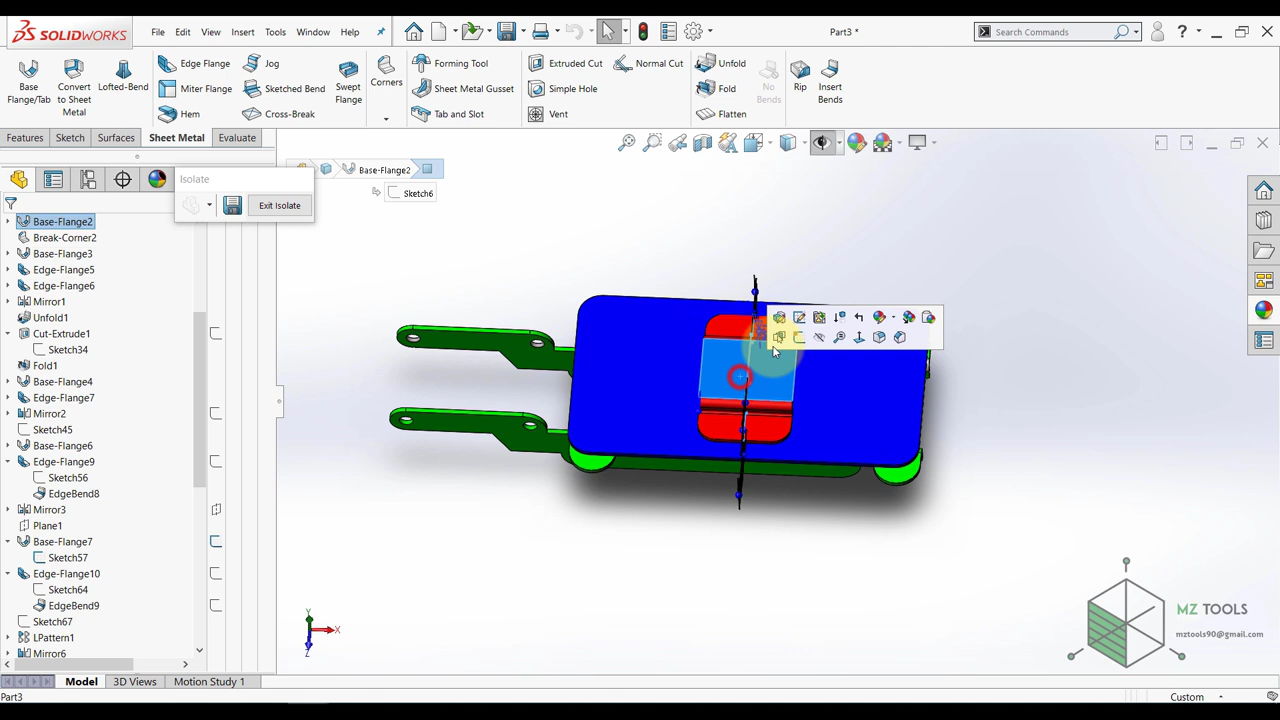 SOLIDWORKS
File Edit View Insert Tools Window Help
Part3 *
Search Commands
Base Flange/Tab
Convert to Sheet Metal
Lofted-Bend
Edge Flange
Miter Flange
Hem
Jog
Sketched Bend
Cross-Break
Swept Flange
Corners
Forming Tool
Sheet Metal Gusset
Tab and Slot
Extruded Cut
Simple Hole
Vent
Normal Cut
Unfold
Fold
Flatten
No Bends
Rip
Insert Bends
Features Sketch Surfaces Sheet Metal Evaluate
Isolate
Exit Isolate
Base-Flange2
Sketch6
Base-Flange2
Break-Corner2
Base-Flange3
Edge-Flange5
Edge-Flange6
Mirror1
Unfold1
Cut-Extrude1
Sketch34
Fold1
Base-Flange4
Edge-Flange7
Mirror2
Sketch45
Base-Flange6
Edge-Flange9
Sketch56
EdgeBend8
Mirror3
Plane1
Base-Flange7
Sketch57
Edge-Flange10
Sketch64
EdgeBend9
Sketch67
LPattern1
Mirror6
Y
X
Z
MZ TOOLS
mztools90@gmail.com
Model 3D Views Motion Study 1
Part3
Custom